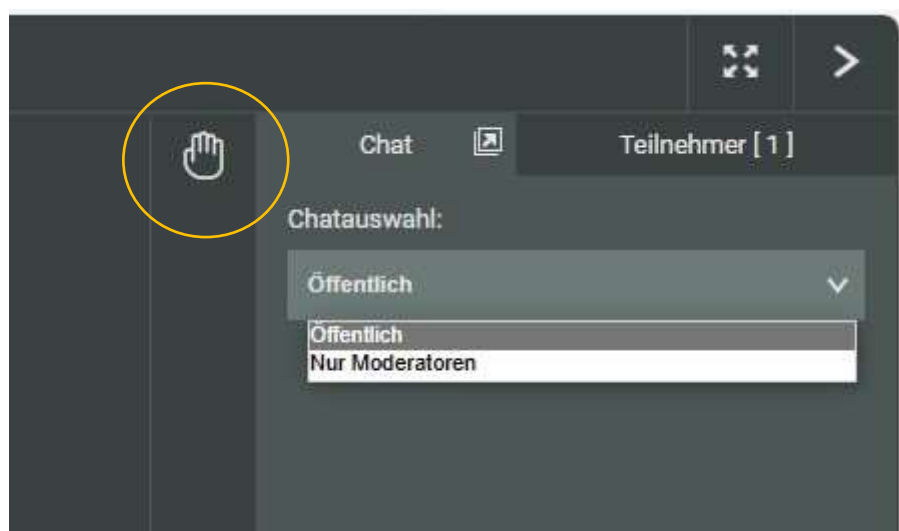 Chat
Teilnehmer [ 1 ]
Chatauswahl:
Öffentlich
Öffentlich
Nur Moderatoren